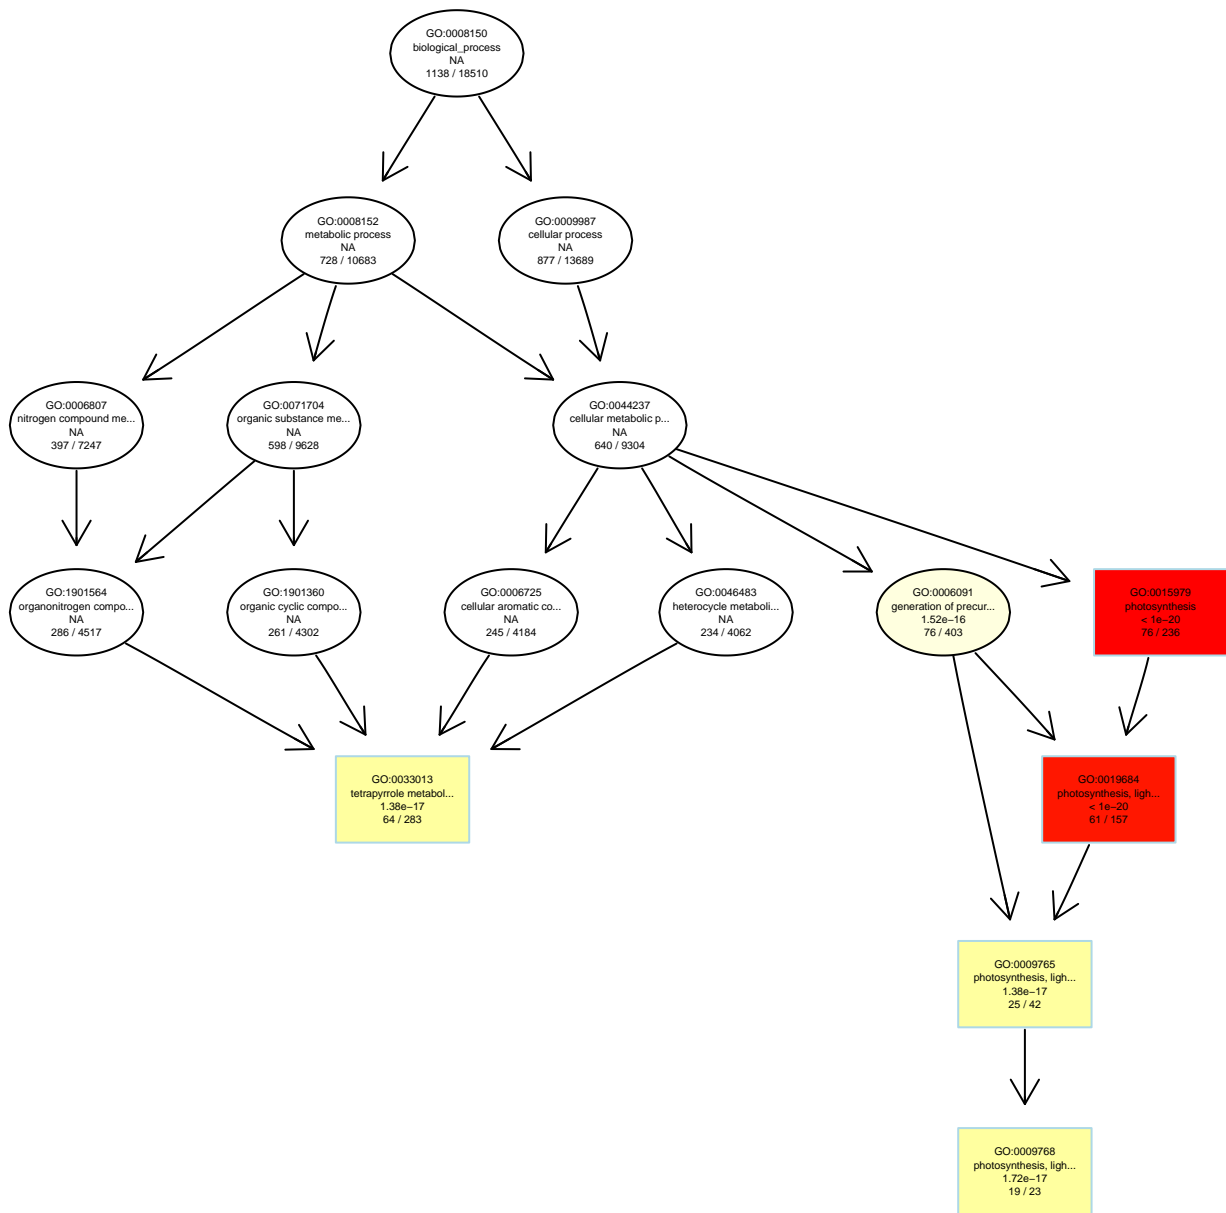 GO:0008150
biological_process
NA
1138 / 18510
GO:0008152
metabolic process
NA
728 / 10683
GO:0009987
cellular process
NA
877 / 13689
GO:0006807
nitrogen compound me...
NA
397 / 7247
GO:0071704
organic substance me...
NA
598 / 9628
GO:0044237
cellular metabolic p...
NA
640 / 9304
GO:1901564
organonitrogen compo...
NA
286 / 4517
GO:1901360
organic cyclic compo...
NA
261 / 4302
GO:0006725
cellular aromatic co...
NA
245 / 4184
GO:0046483
heterocycle metaboli...
NA
234 / 4062
GO:0006091
generation of precur...
1.52e−16
76 / 403
GO:0015979
photosynthesis
< 1e−20
76 / 236
GO:0033013
tetrapyrrole metabol...
1.38e−17
64 / 283
GO:0019684
photosynthesis, ligh...
< 1e−20
61 / 157
GO:0009765
photosynthesis, ligh...
1.38e−17
25 / 42
GO:0009768
photosynthesis, ligh...
1.72e−17
19 / 23